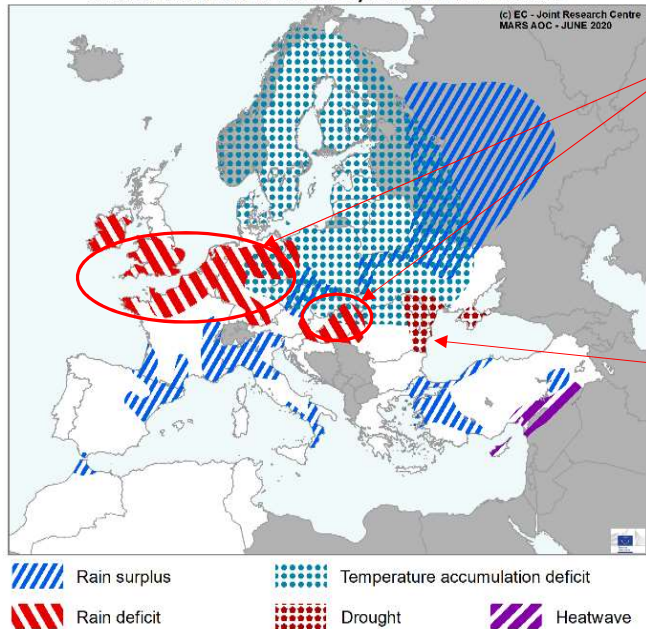 (c) EC - Joint Research Centre
MARS AOC - JUNE 2020
Rain surplus
Temperature accumulation deficit
Rain deficit
Drought
Heatwave